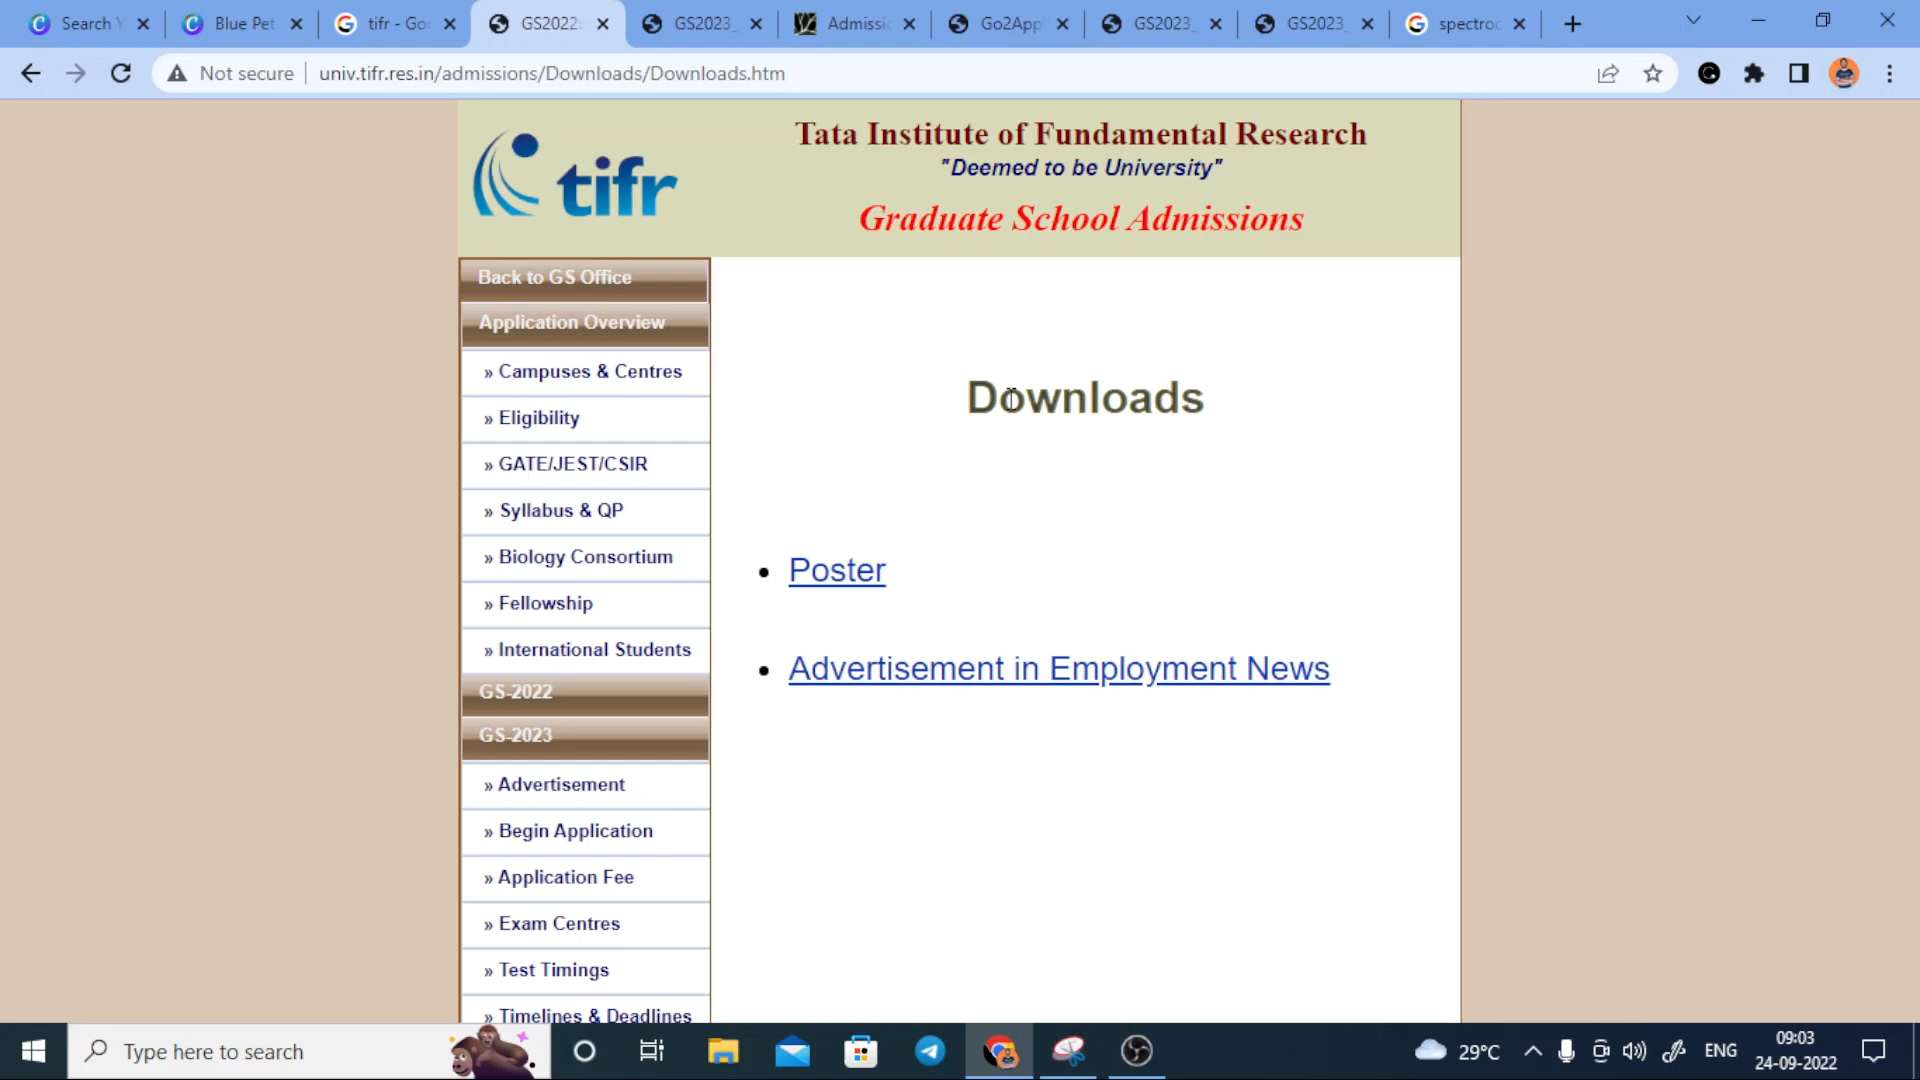 Search Y
Blue Pet
tifr - Go
GS2022:
GS2023_
Admissi
Go2App
GS2023_
GS2023_
spectro
Not secure
univ.tifr.res.in/admissions/Downloads/Downloads.htm
tifr
Tata Institute of Fundamental Research
"Deemed to be University"
Graduate School Admissions
Back to GS Office
Application Overview
» Campuses & Centres
» Eligibility
» GATE/JEST/CSIR
» Syllabus & QP
» Biology Consortium
» Fellowship
» International Students
GS-2022
GS-2023
» Advertisement
» Begin Application
» Application Fee
» Exam Centres
» Test Timings
» Timelines & Deadlines
Downloads
• Poster
• Advertisement in Employment News
Type here to search
29°C
ENG
09:03
24-09-2022